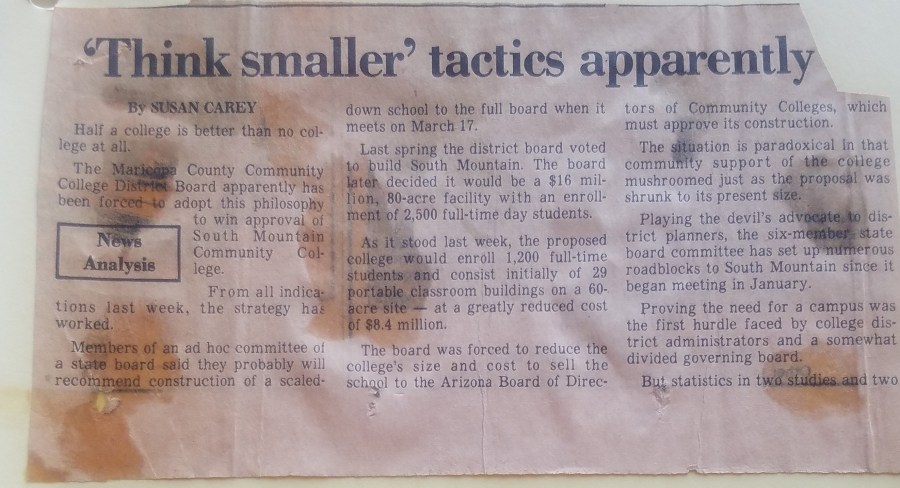 ‘Think smaller’ tactics apparently
By SUSAN CAREY
Half a college is better than no col-
lege at all.
The Maricopa County Community
College District Board apparently has
been forced to adopt this philosophy
to win approval of
South Mountain
Community Col-
lege.
News
Analysis
From all indica-
tions last week, the strategy has
worked.
Members of an ad hoc committee of
a state board said they probably will
recommend construction of a scaled-
down school to the full board when it
meets on March 17.
Last spring the district board voted
to build South Mountain. The board
later decided it would be a $16 mil-
lion, 80-acre facility with an enroll-
ment of 2,500 full-time day students.
As it stood last week, the proposed
college would enroll 1,200 full-time
students and consist initially of 29
portable classroom buildings on a 60-
acre site — at a greatly reduced cost
of $8.4 million.
The board was forced to reduce the
college's size and cost to sell the
school to the Arizona Board of Direc-
tors of Community Colleges, which
must approve its construction.
The situation is paradoxical in that
community support of the college
mushroomed just as the proposal was
shrunk to its present size.
Playing the devil's advocate to dis-
trict planners, the six-member state
board committee has set up numerous
roadblocks to South Mountain since it
began meeting in January.
Proving the need for a campus was
the first hurdle faced by college dis-
trict administrators and a somewhat
divided governing board.
But statistics in two studies and two